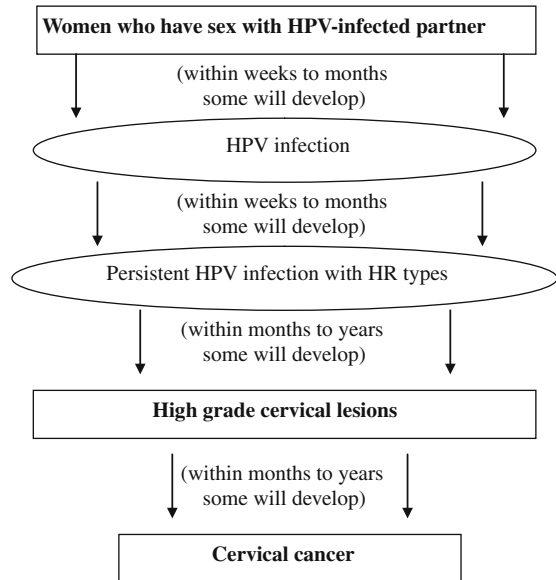 Women who have sex with HPV-infected partner
(within weeks to months
some will develop)
HPV infection
(within weeks to months
some will develop)
Persistent HPV infection with HR types
(within months to years
some will develop)
High grade cervical lesions
(within months to years
some will develop)
Cervical cancer